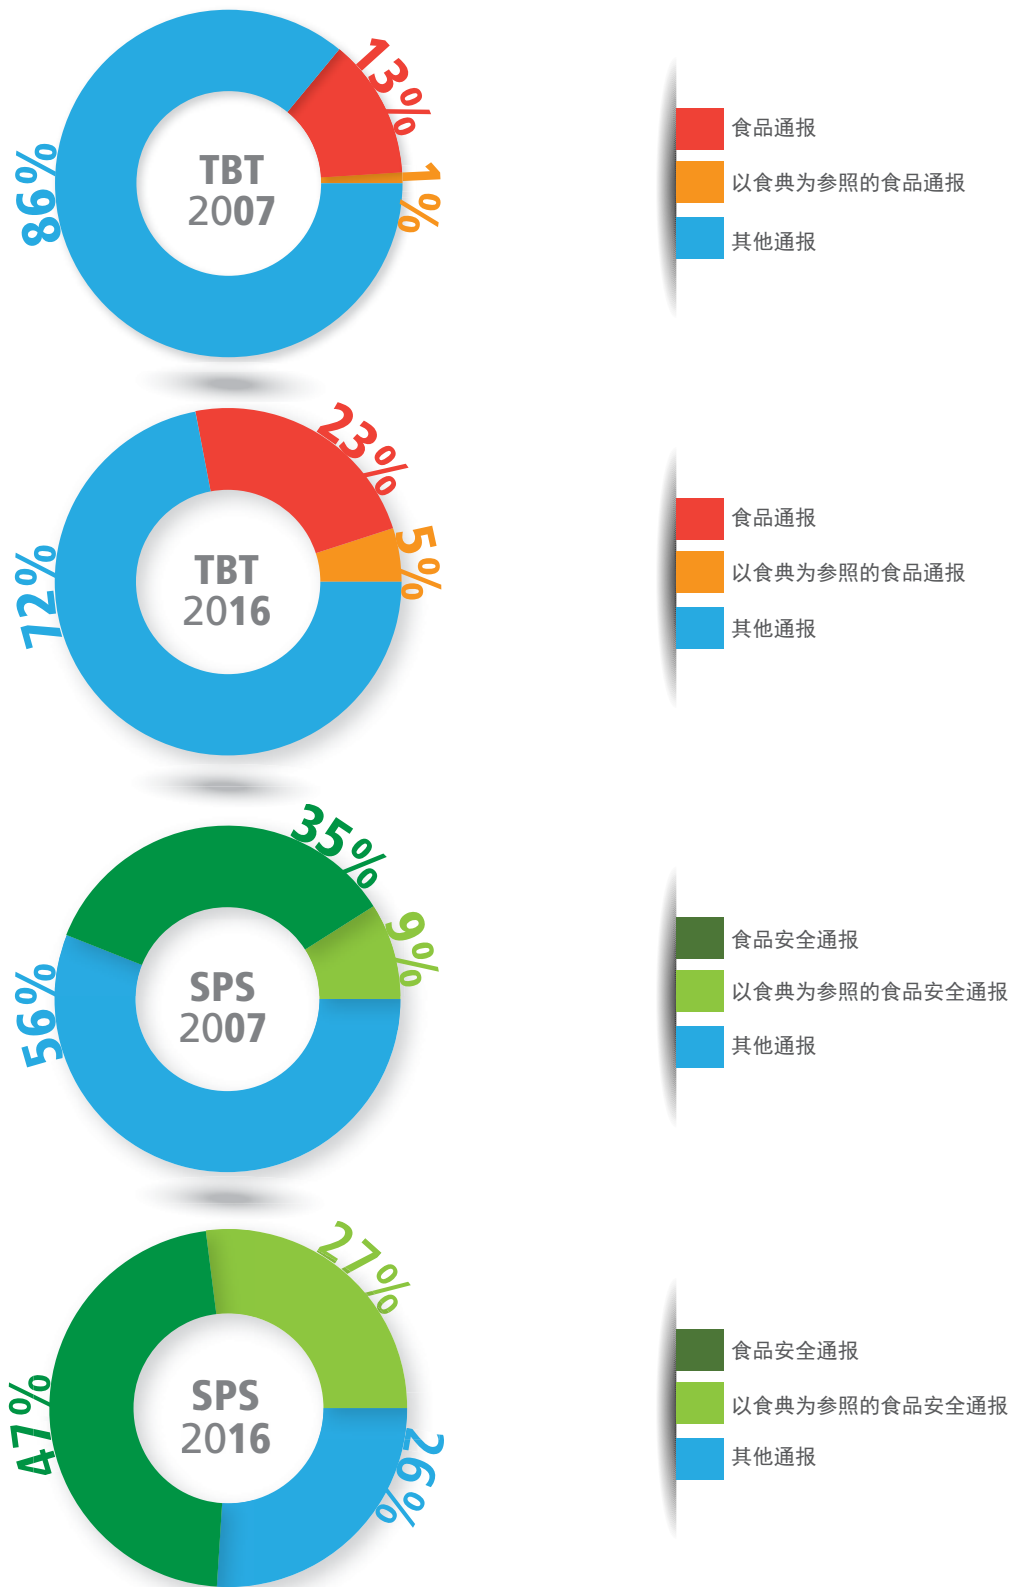 13%
86%
1%
TBT
2007
食品通报
以食典为参照的食品通报
其他通报
23%
5%
72%
TBT
2016
食品通报
以食典为参照的食品通报
其他通报
35%
9%
56%
SPS
2007
食品安全通报
以食典为参照的食品安全通报
其他通报
27%
47%
26%
SPS
2016
食品安全通报
以食典为参照的食品安全通报
其他通报